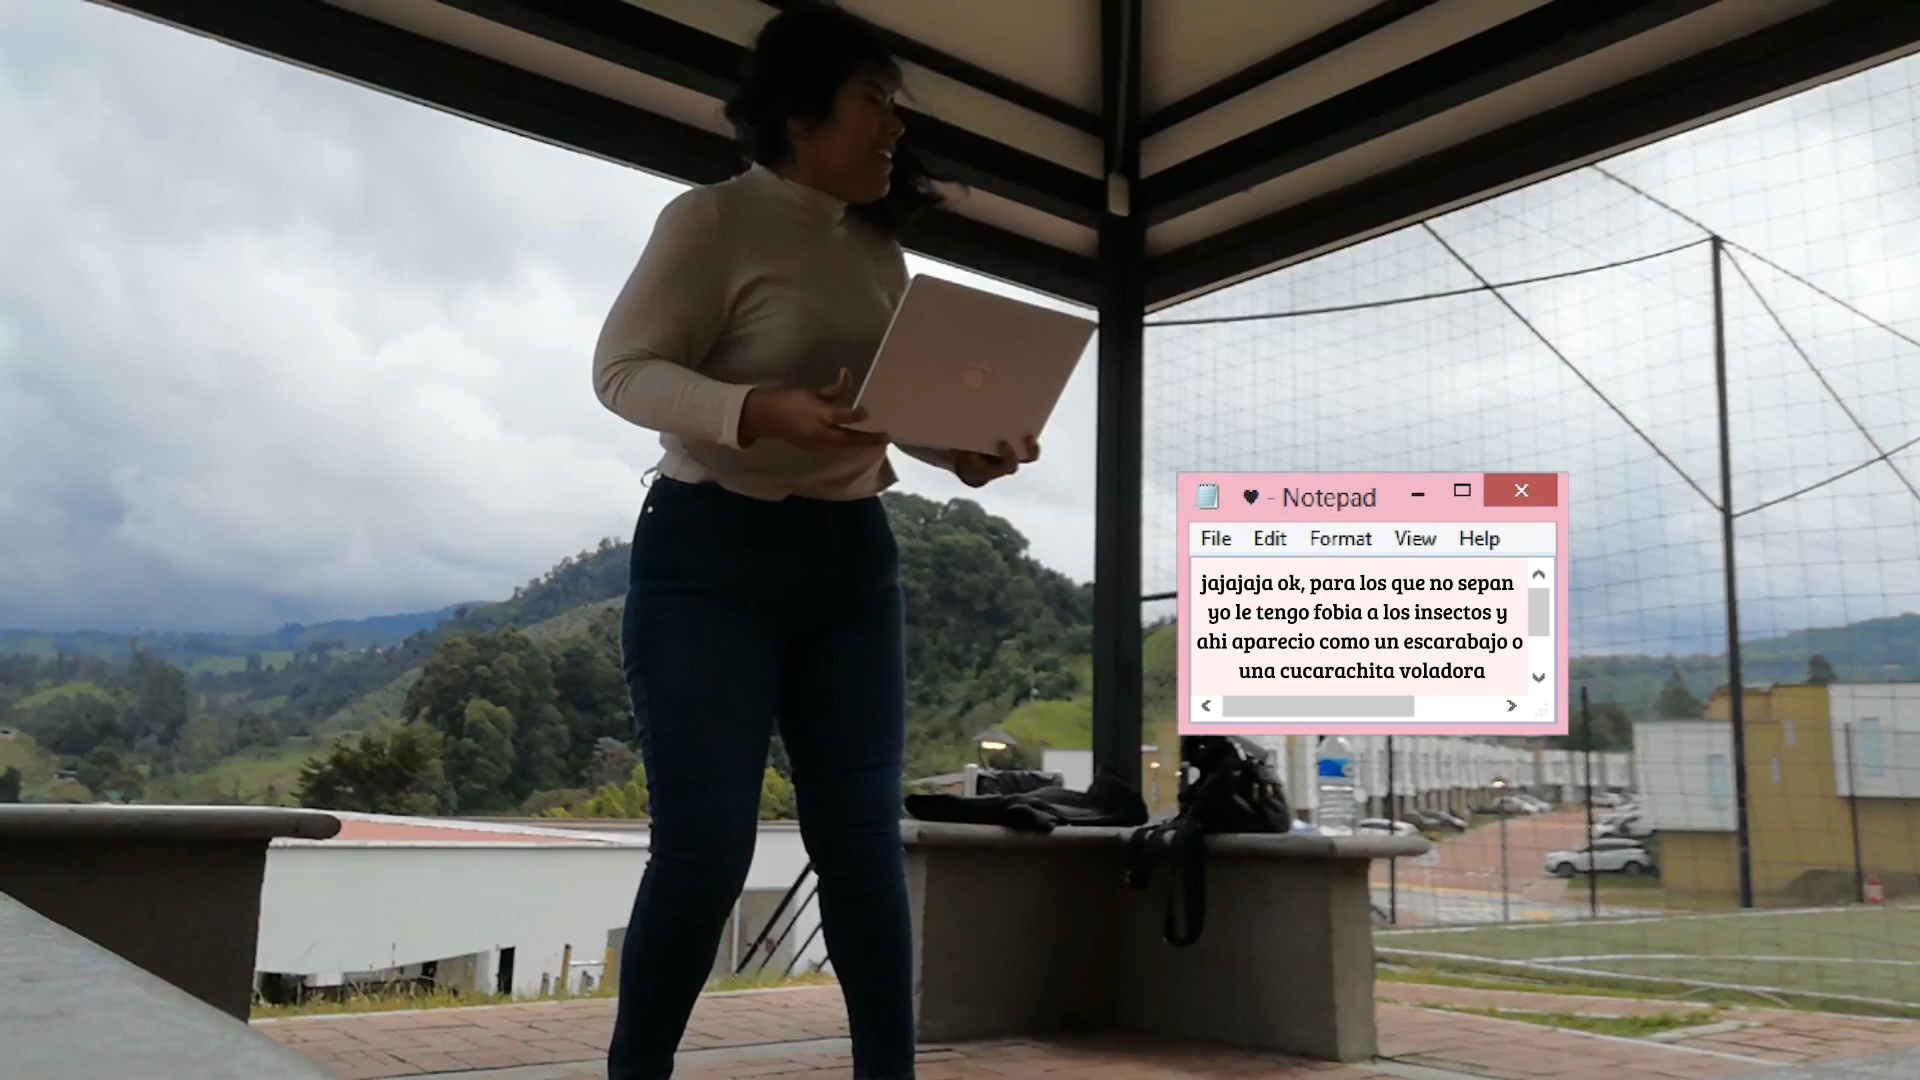 ♥ - Notepad
File Edit Format View Help
jajajaja ok, para los que no sepan
yo le tengo fobia a los insectos y
ahi aparecio como un escarabajo o
una cucarachita voladora